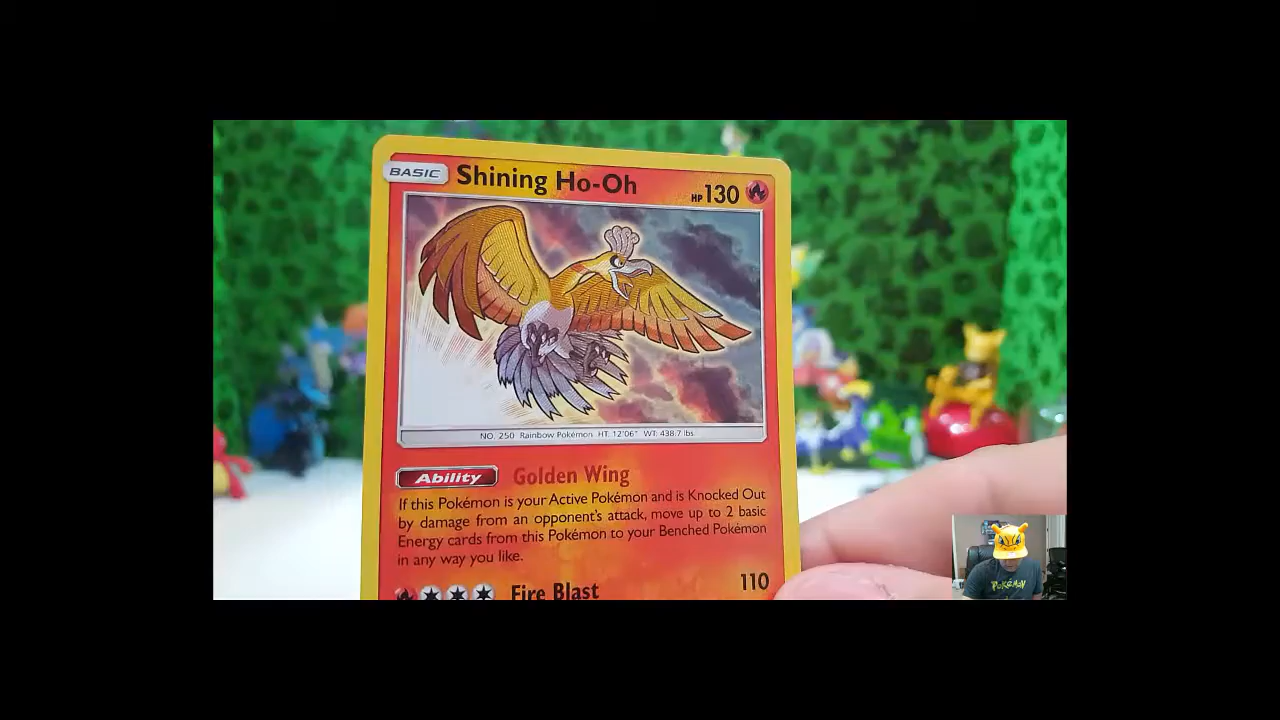 BASIC Shining Ho-Oh HP 130
NO. 250 Rainbow Pokémon HT: 12'06" WT: 438.7 lbs.
Ability Golden Wing
If this Pokémon is your Active Pokémon and is Knocked Out
by damage from an opponent's attack, move up to 2 basic
Energy cards from this Pokémon to your Benched Pokémon
in any way you like.
Fire Blast 110
POKéMON